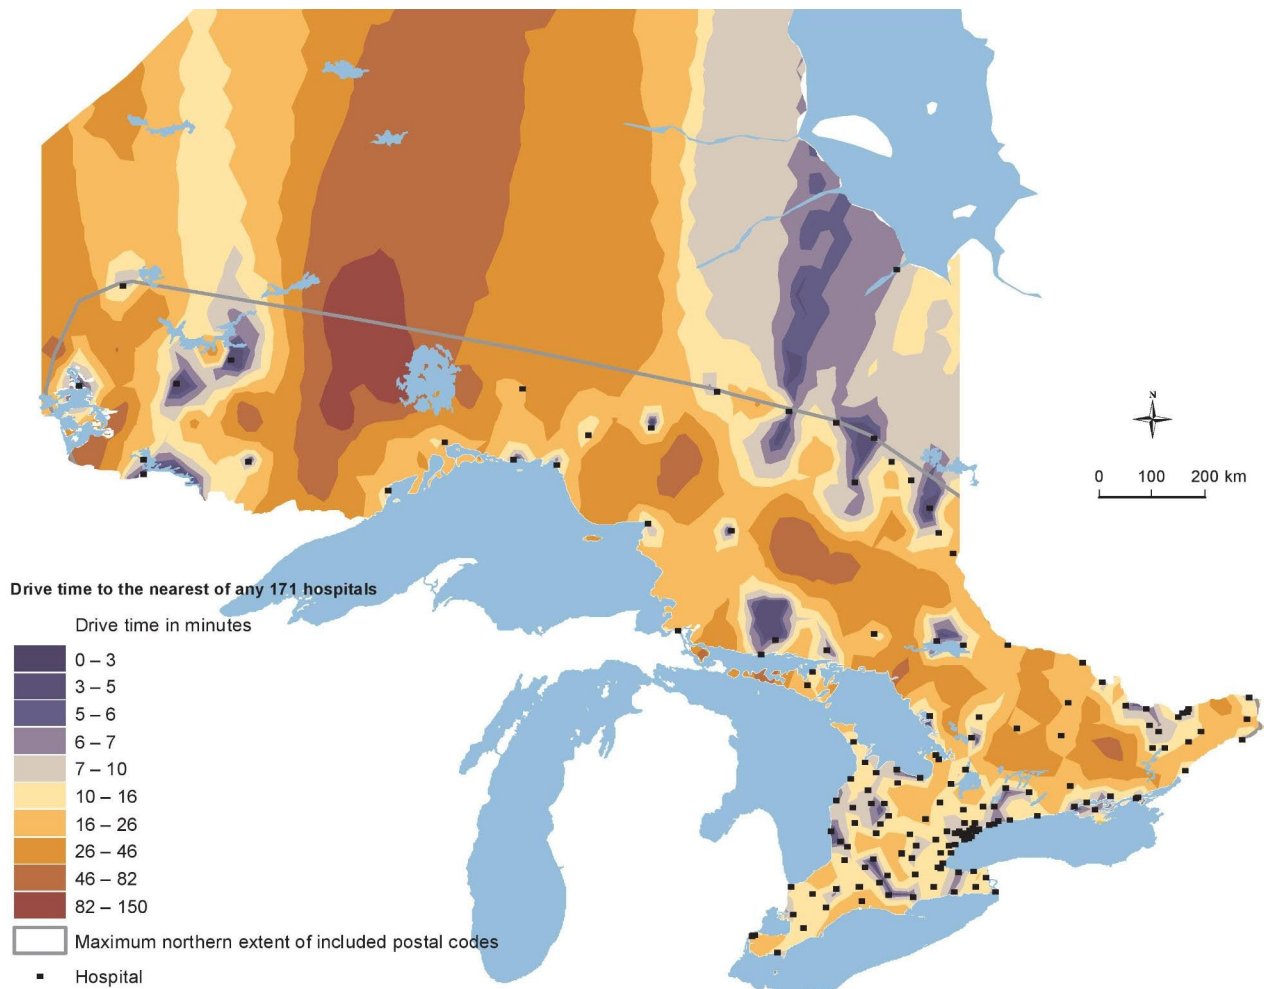 N
0 100 200 km
Drive time to the nearest of any 171 hospitals
Drive time in minutes
0 – 3
3 – 5
5 – 6
6 – 7
7 – 10
10 – 16
16 – 26
26 – 46
46 – 82
82 – 150
Maximum northern extent of included postal codes
Hospital